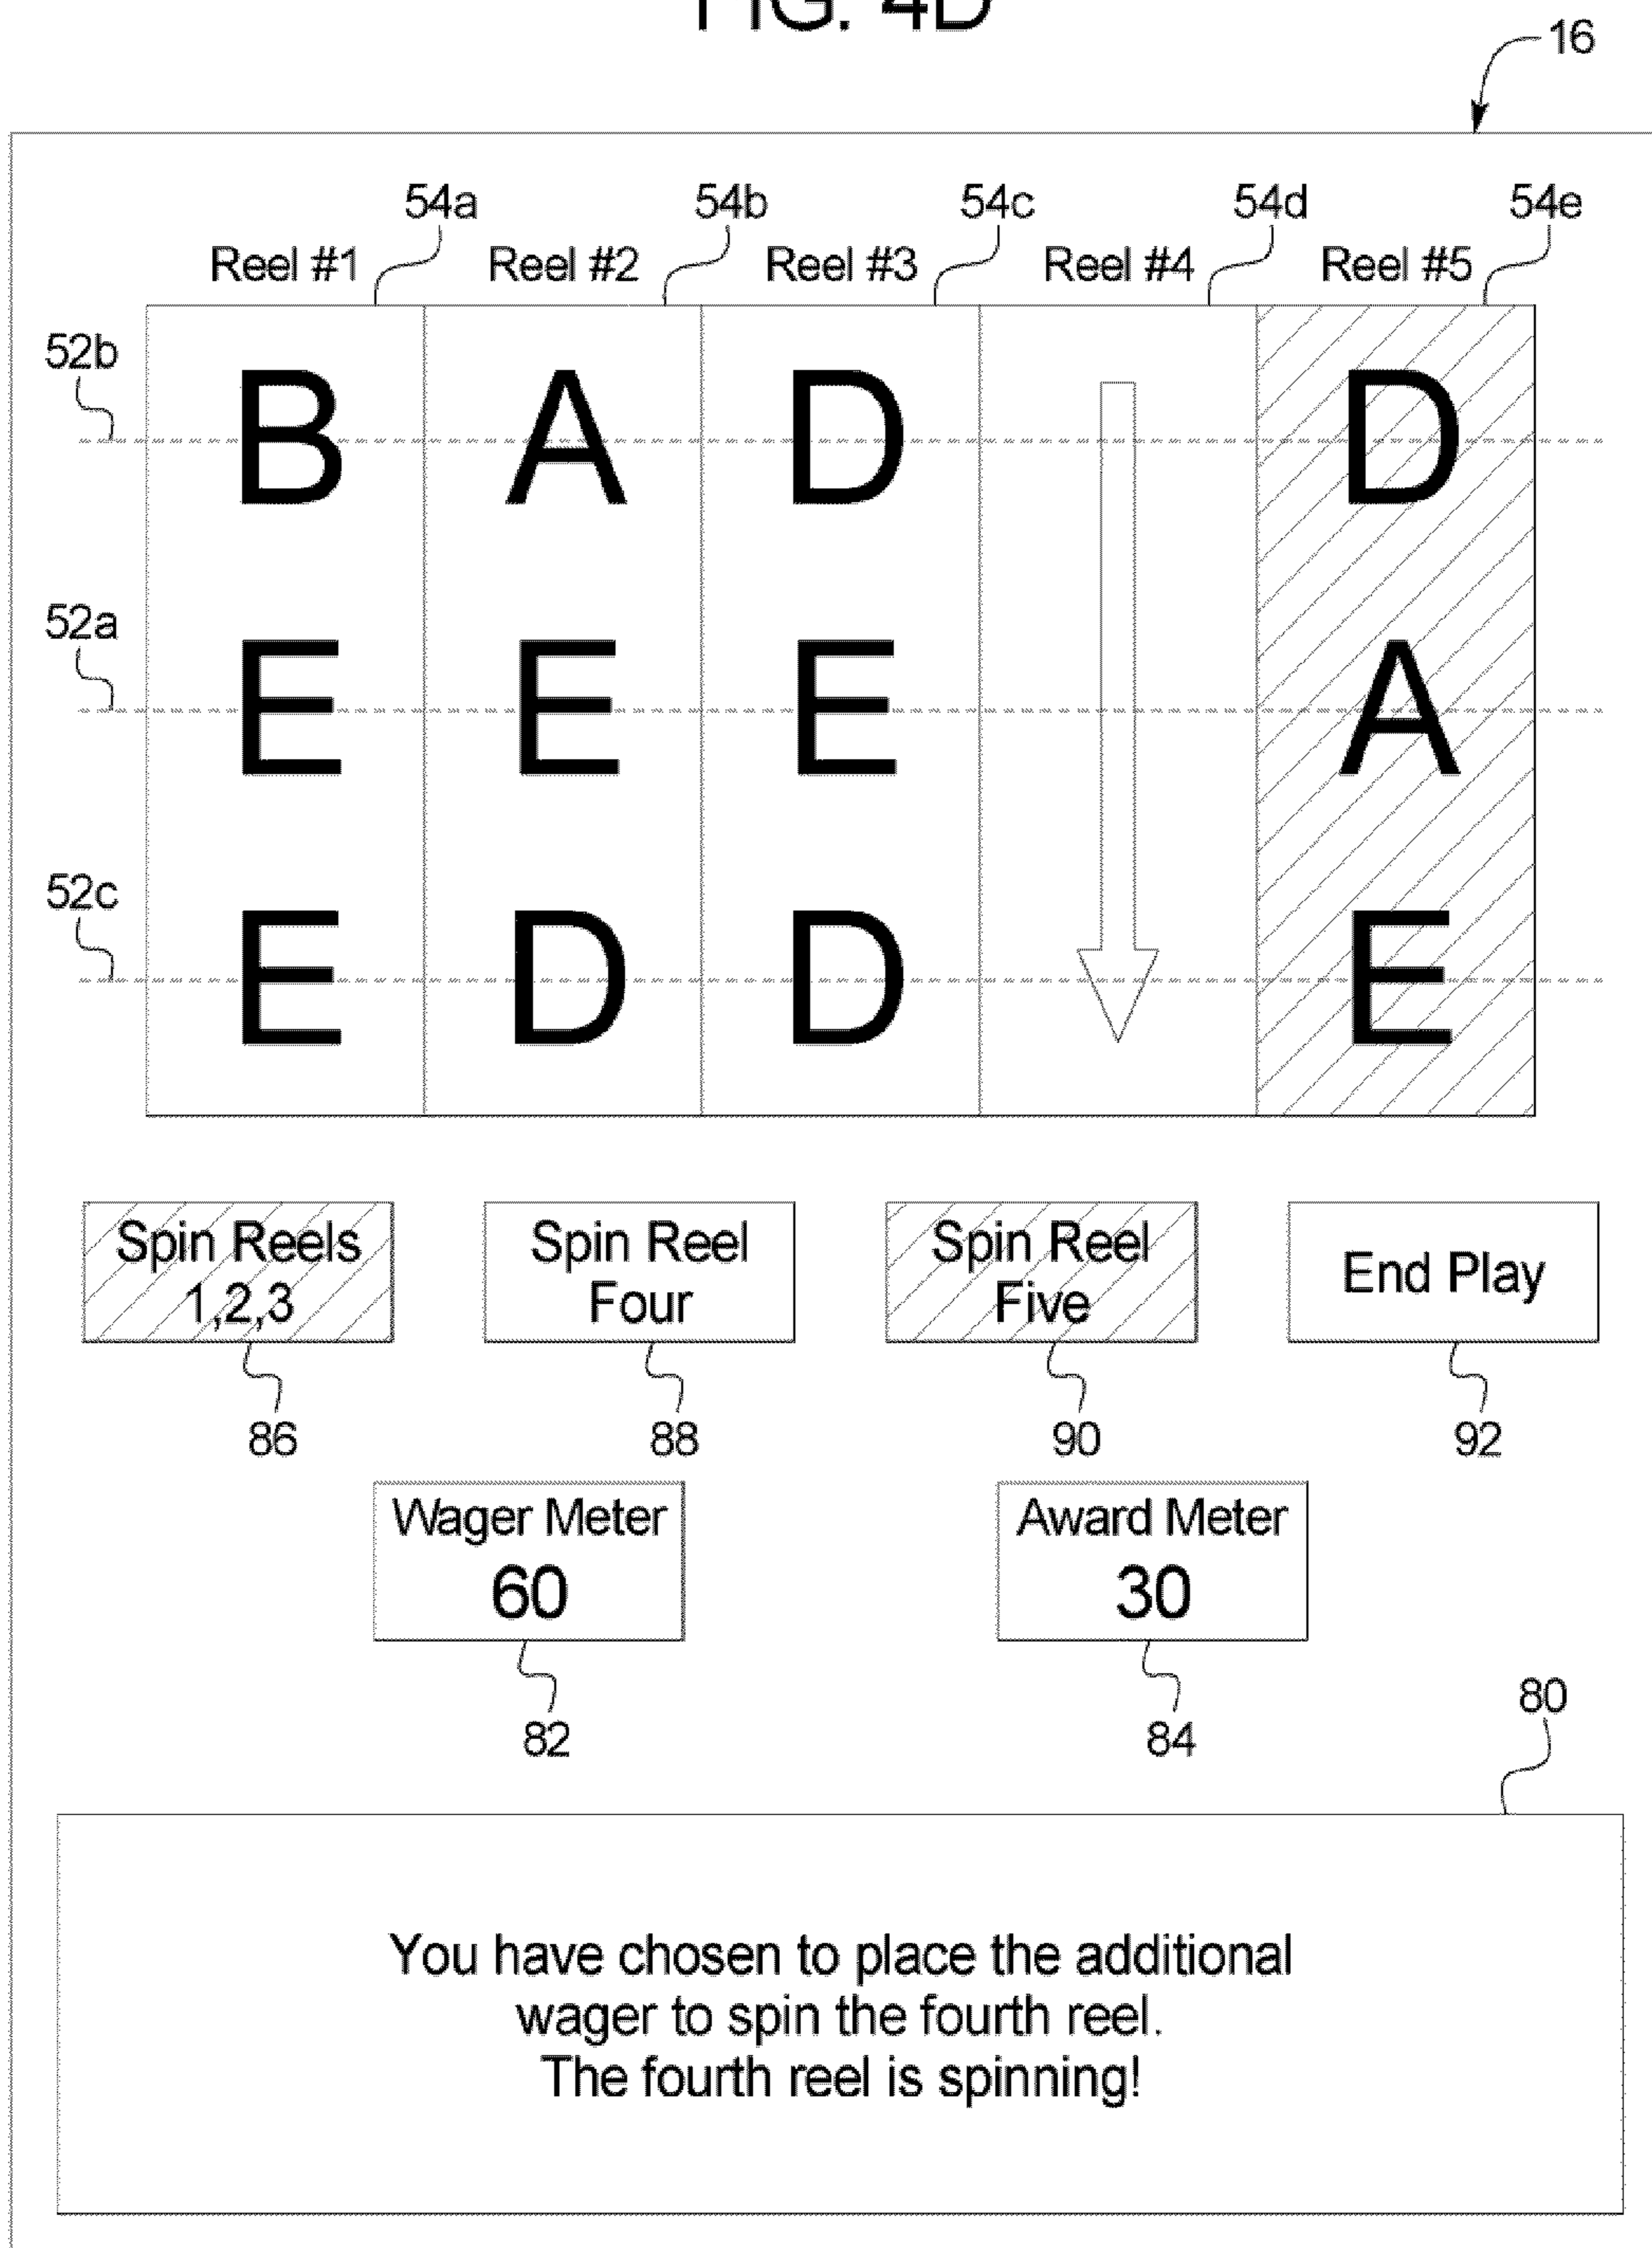 FIG. 4D
16
54a 54b 54c 54d 54e
Reel #1 Reel #2 Reel #3 Reel #4 Reel #5
52b
B A D D
52a
E E E A
52c
E D D E
Spin Reels
1,2,3
Spin Reel
Four
Spin Reel
Five
End Play
86 88 90 92
Wager Meter
60
Award Meter
30
82 84
80
You have chosen to place the additional
wager to spin the fourth reel.
The fourth reel is spinning!